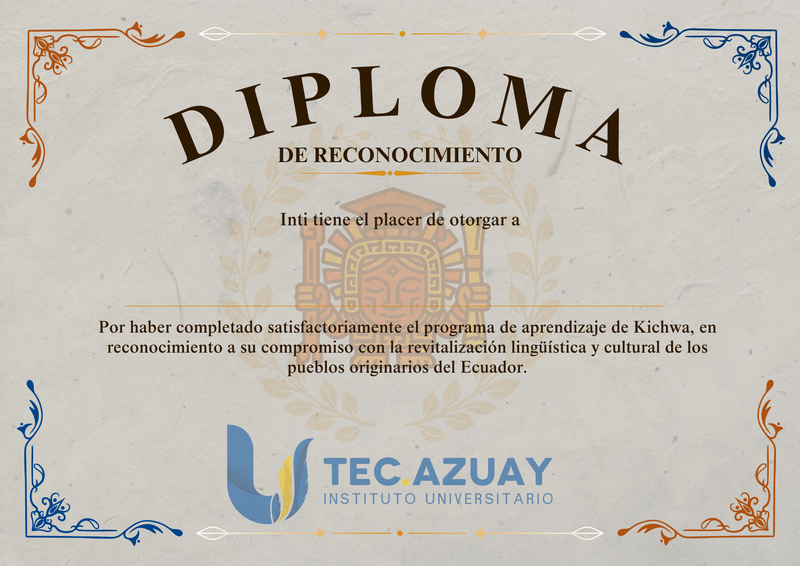 DIPLOMA
DE RECONOCIMIENTO
Inti tiene el placer de otorgar a
Por haber completado satisfactoriamente el programa de aprendizaje de Kichwa, en
reconocimiento a su compromiso con la revitalización lingüística y cultural de los
pueblos originarios del Ecuador.
TEC.AZUAY
INSTITUTO UNIVERSITARIO